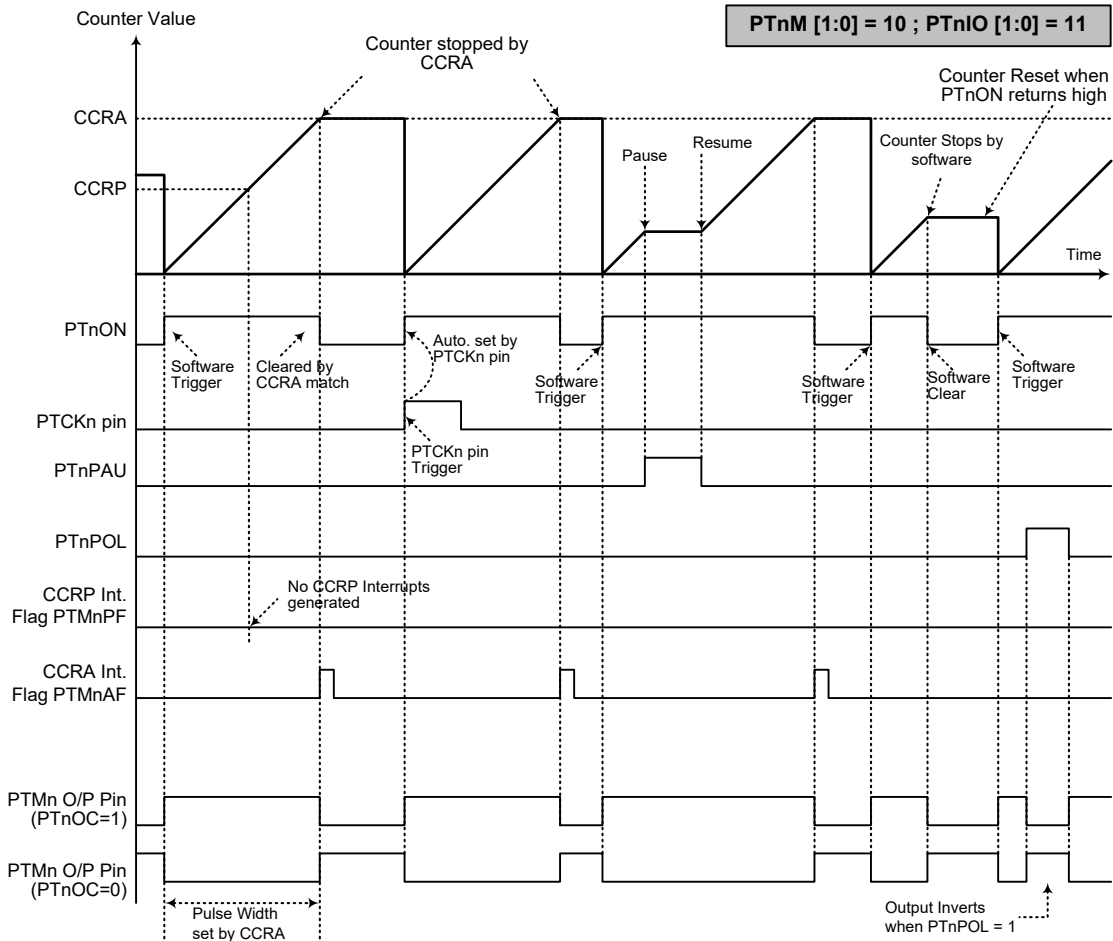 Counter Value
PTnM [1:0] = 10 ; PTnIO [1:0] = 11
Counter stopped by
CCRA
Counter Reset when
PTnON returns high
CCRA
Pause
Resume
Counter Stops by
software
CCRP
Time
PTnON
Software
Trigger
Cleared by
CCRA match
Auto. set by
PTCKn pin
Software
Trigger
Software
Trigger
Software
Clear
Software
Trigger
PTCKn pin
PTCKn pin
Trigger
PTnPAU
PTnPOL
CCRP Int.
Flag PTMnPF
No CCRP Interrupts
generated
CCRA Int.
Flag PTMnAF
PTMn O/P Pin
(PTnOC=1)
PTMn O/P Pin
(PTnOC=0)
Pulse Width
set by CCRA
Output Inverts
when PTnPOL = 1